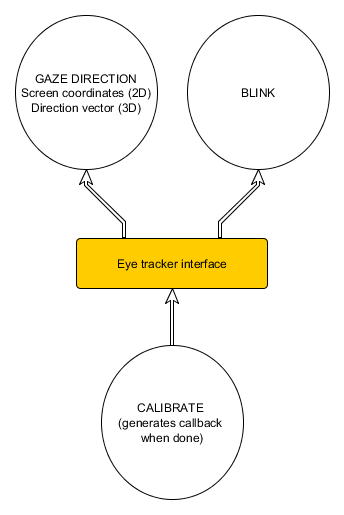 GAZE DIRECTION
Screen coordinates (2D)
Direction vector (3D)
BLINK
Eye tracker interface
CALIBRATE
(generates callback
when done)